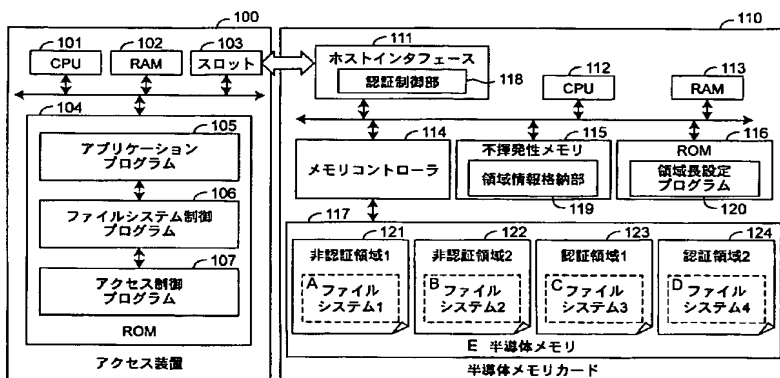 100
101
CPU
102
RAM
103
スロット
104
105
アプリケーション
プログラム
106
ファイルシステム制御
プログラム
107
アクセス制御
プログラム
ROM
アクセス装置
110
111
ホストインタフェース
認証制御部
118
112
CPU
113
RAM
114
メモリコントローラ
115
不揮発性メモリ
領域情報格納部
119
116
ROM
領域長設定
プログラム
120
117
121
非認証領域1
A ファイル
システム1
122
非認証領域2
B ファイル
システム2
123
認証領域1
C ファイル
システム3
124
認証領域2
D ファイル
システム4
E 半導体メモリ
半導体メモリカード